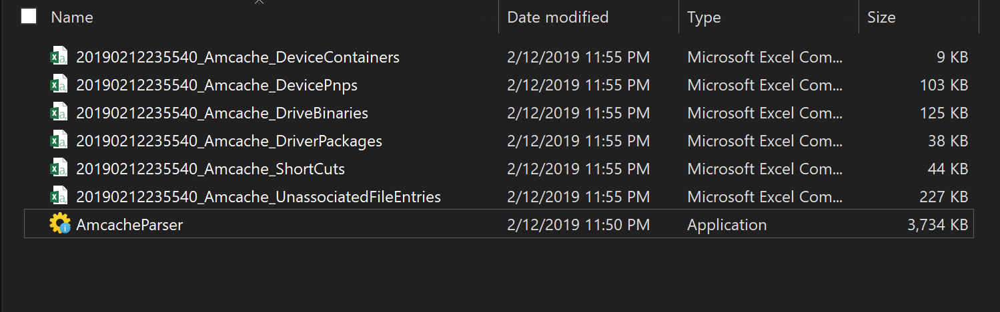 Name Date modified Type Size
20190212235540_Amcache_DeviceContainers 2/12/2019 11:55 PM Microsoft Excel Com... 9 KB
20190212235540_Amcache_DevicePnps 2/12/2019 11:55 PM Microsoft Excel Com... 103 KB
20190212235540_Amcache_DriveBinaries 2/12/2019 11:55 PM Microsoft Excel Com... 125 KB
20190212235540_Amcache_DriverPackages 2/12/2019 11:55 PM Microsoft Excel Com... 38 KB
20190212235540_Amcache_ShortCuts 2/12/2019 11:55 PM Microsoft Excel Com... 44 KB
20190212235540_Amcache_UnassociatedFileEntries 2/12/2019 11:55 PM Microsoft Excel Com... 227 KB
AmcacheParser 2/12/2019 11:50 PM Application 3,734 KB